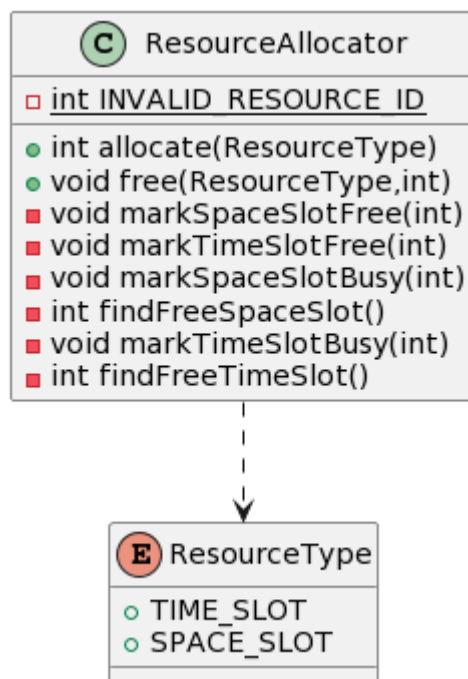 C ResourceAllocator
int INVALID_RESOURCE_ID
int allocate(ResourceType)
void free(ResourceType,int)
void markSpaceSlotFree(int)
void markTimeSlotFree(int)
void markSpaceSlotBusy(int)
int findFreeSpaceSlot()
void markTimeSlotBusy(int)
int findFreeTimeSlot()
E ResourceType
TIME_SLOT
SPACE_SLOT